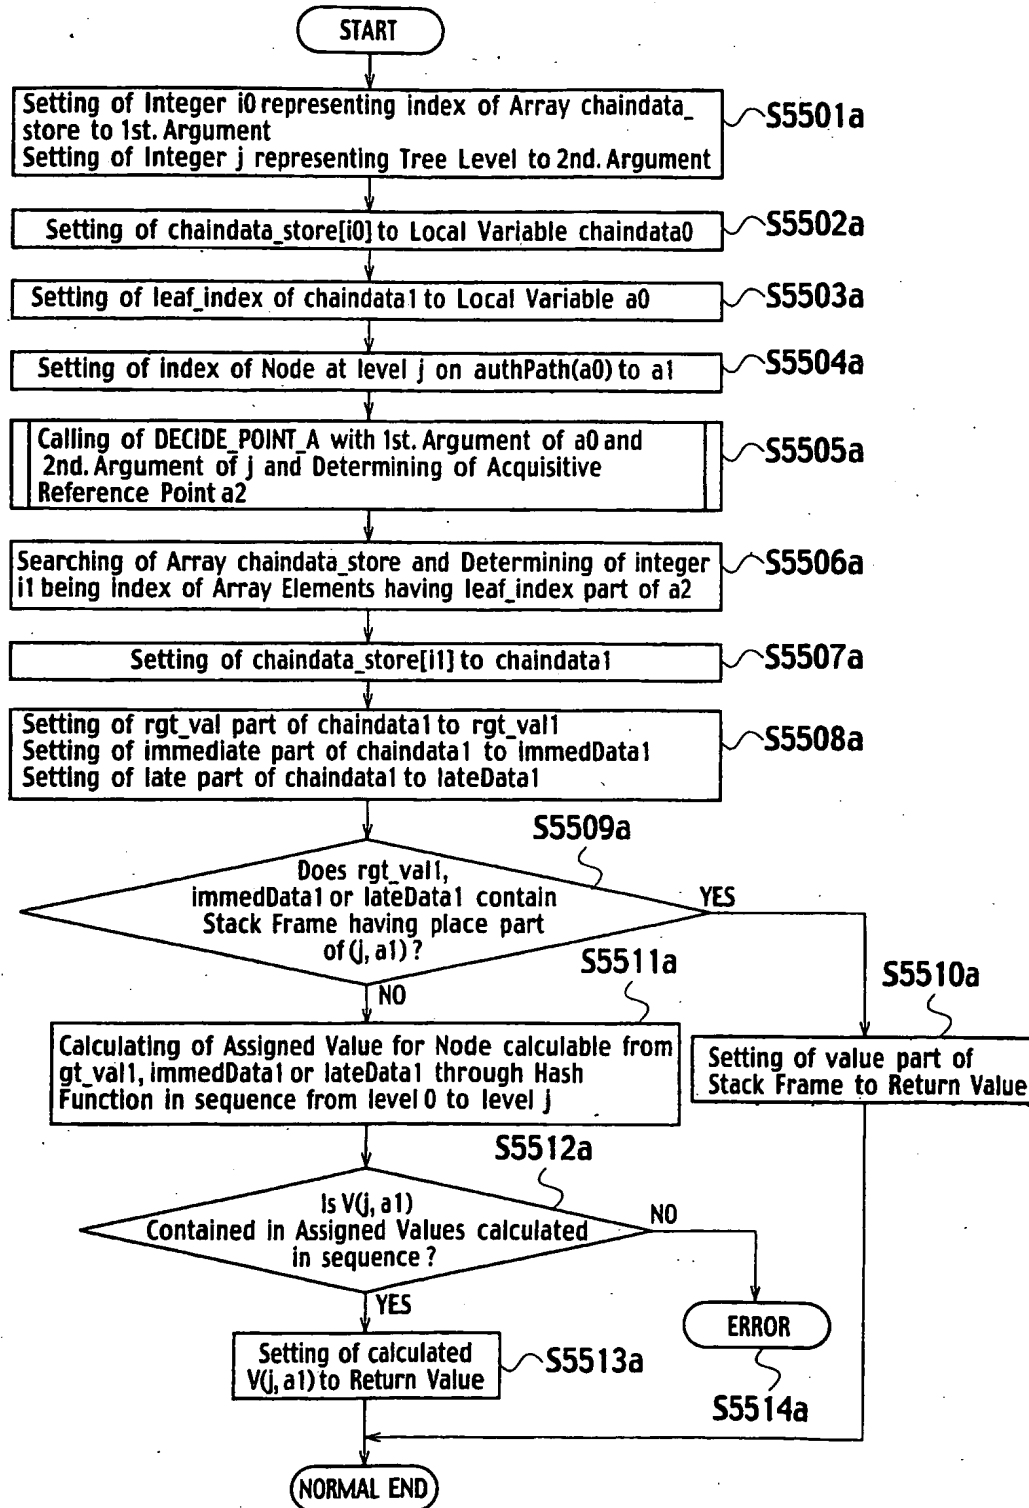 START
Setting of Integer i0 representing index of Array chaindata_
store to 1st. Argument
Setting of Integer j representing Tree Level to 2nd. Argument
S5501a
Setting of chaindata_store[i0] to Local Variable chaindata0
S5502a
Setting of leaf_index of chaindata1 to Local Variable a0
S5503a
Setting of index of Node at level j on authPath(a0) to a1
S5504a
Calling of DECIDE_POINT_A with 1st. Argument of a0 and
2nd. Argument of j and Determining of Acquisitive
Reference Point a2
S5505a
Searching of Array chaindata_store and Determining of integer
i1 being index of Array Elements having leaf_index part of a2
S5506a
Setting of chaindata_store[i1] to chaindata1
S5507a
Setting of rgt_val part of chaindata1 to rgt_val1
Setting of immediate part of chaindata1 to immedData1
Setting of late part of chaindata1 to lateData1
S5508a
S5509a
Does rgt_val1,
immedData1 or lateData1 contain
Stack Frame having place part
of (j, a1) ?
YES
NO
S5511a
S5510a
Calculating of Assigned Value for Node calculable from
gt_val1, immedData1 or lateData1 through Hash
Function in sequence from level 0 to level j
Setting of value part of
Stack Frame to Return Value
S5512a
Is V(j, a1)
Contained in Assigned Values calculated
in sequence ?
NO
YES
ERROR
S5514a
Setting of calculated
V(j, a1) to Return Value
S5513a
NORMAL END